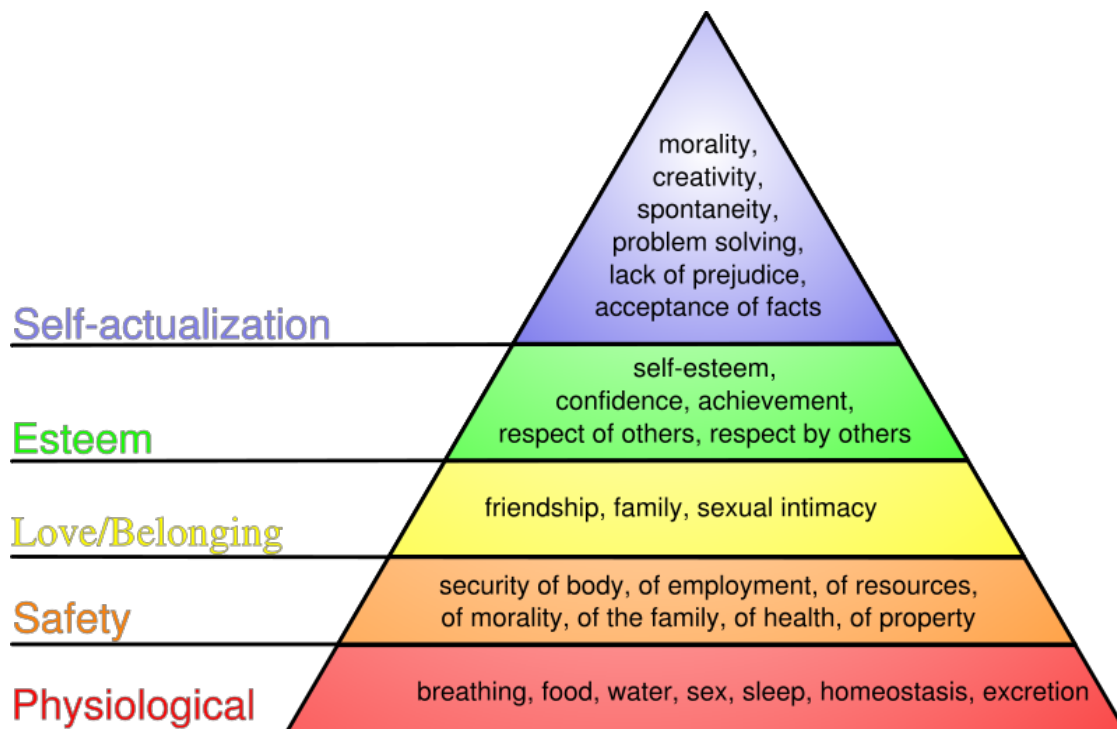 morality,
creativity,
spontaneity,
problem solving,
lack of prejudice,
acceptance of facts
Self-actualization
self-esteem,
confidence, achievement,
respect of others, respect by others
Esteem
friendship, family, sexual intimacy
Love/Belonging
security of body, of employment, of resources,
of morality, of the family, of health, of property
Safety
breathing, food, water, sex, sleep, homeostasis, excretion
Physiological